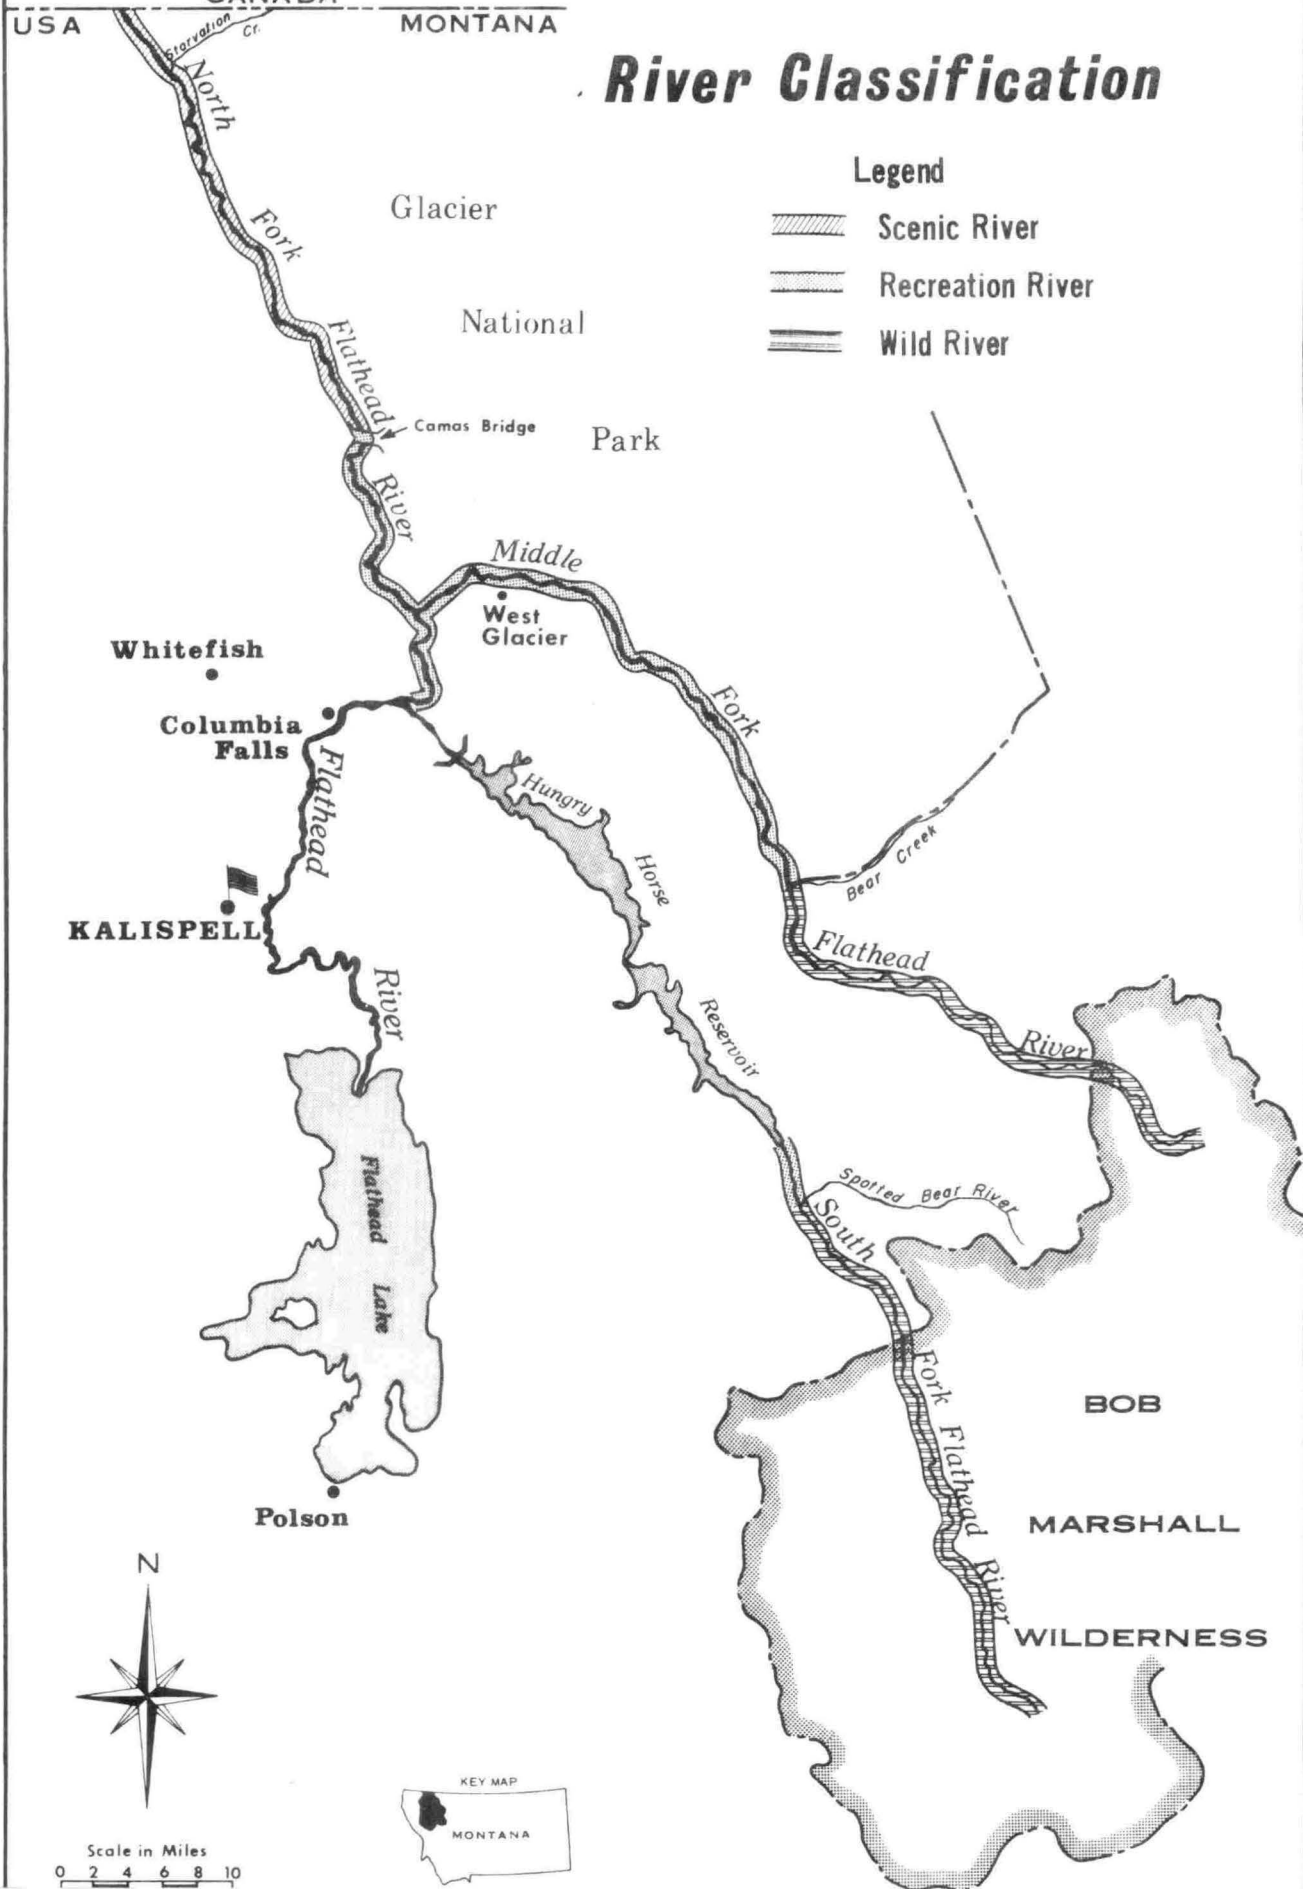 CANADA
USA
MONTANA
Starvation
Cr.
River Classification
Legend
Scenic River
Recreation River
Wild River
North
Fork
Flathead
River
Glacier
National
Park
Camas Bridge
Middle
Fork
Flathead
River
West
Glacier
Whitefish
Columbia
Falls
Flathead
River
KALISPELL
Hungry
Horse
Reservoir
Bear Creek
Spotted Bear River
South
Fork
Flathead
River
Flathead
Lake
Polson
BOB
MARSHALL
WILDERNESS
N
KEY MAP
MONTANA
Scale in Miles
0 2 4 6 8 10